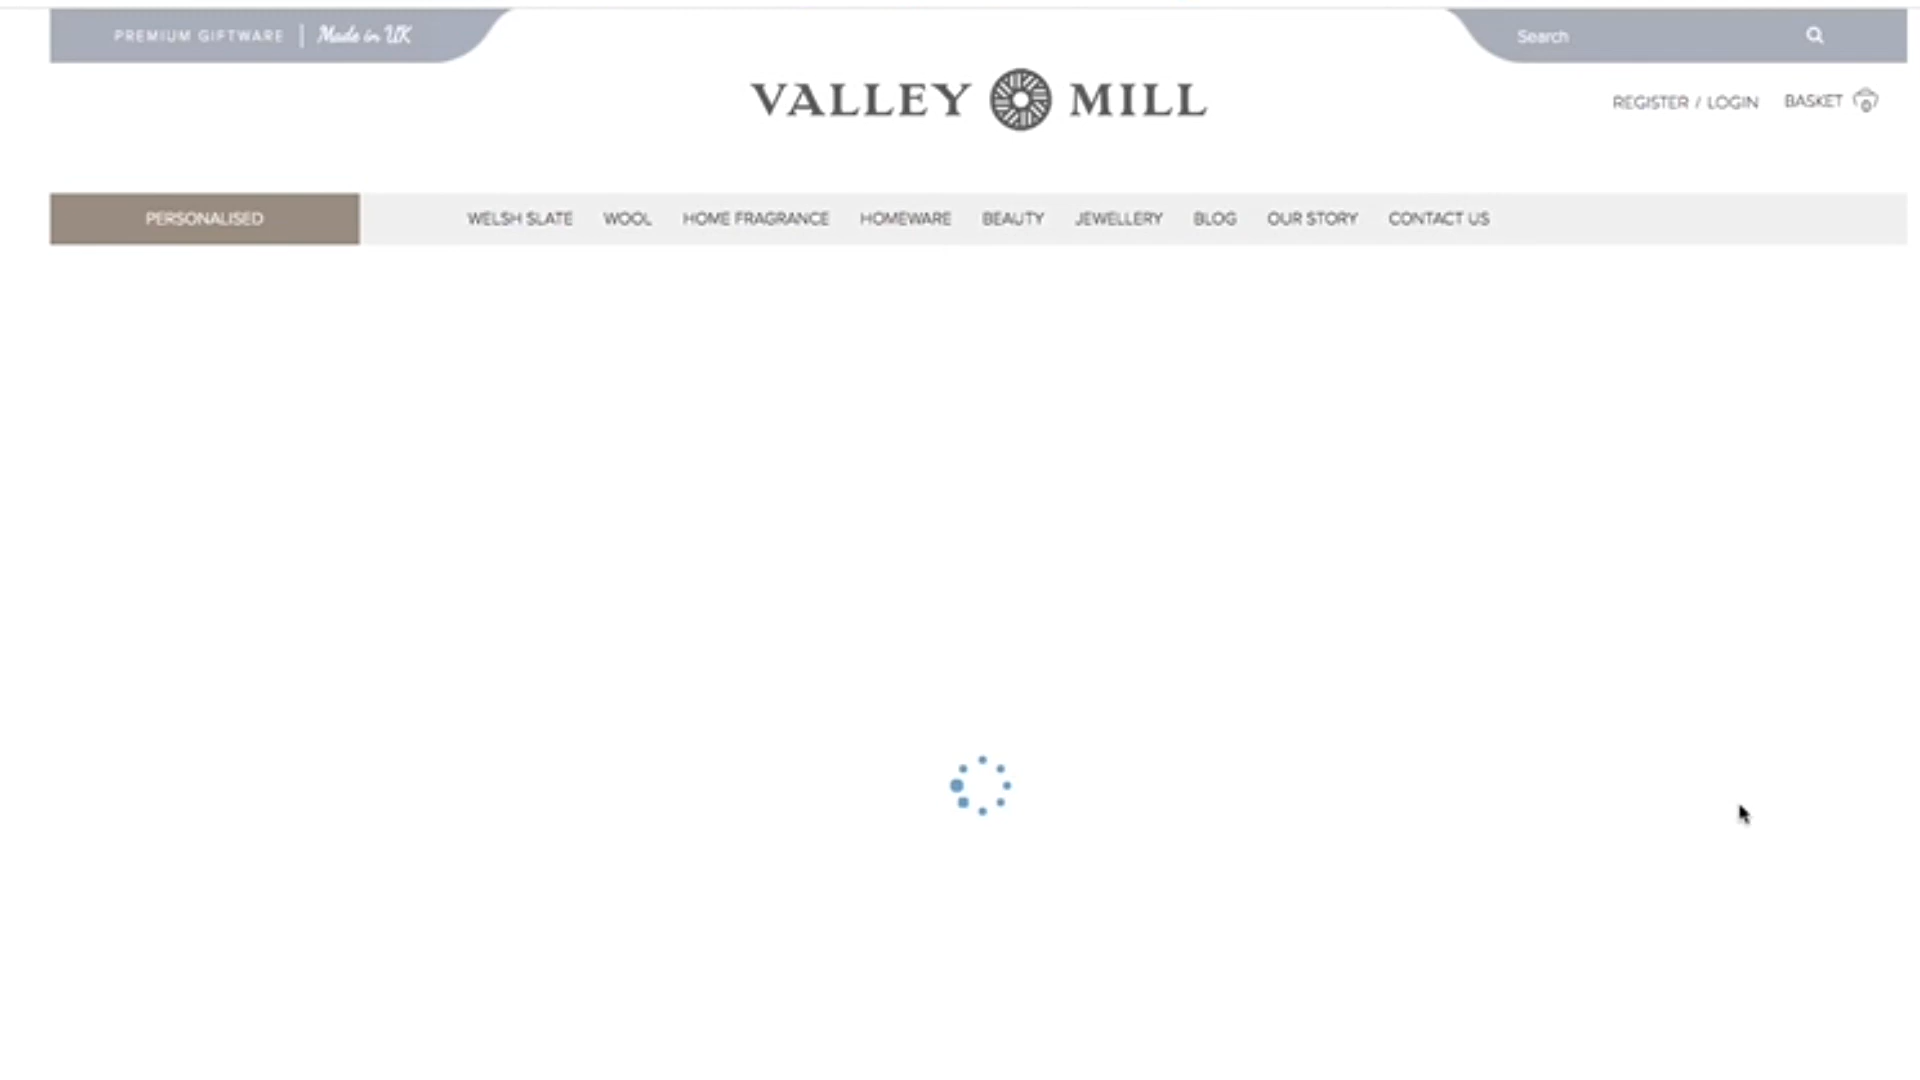 PREMIUM GIFTWARE | Made in UK
Search
VALLEY MILL
REGISTER / LOGIN
BASKET 0
PERSONALISED
WELSH SLATE WOOL HOME FRAGRANCE HOMEWARE BEAUTY JEWELLERY BLOG OUR STORY CONTACT US